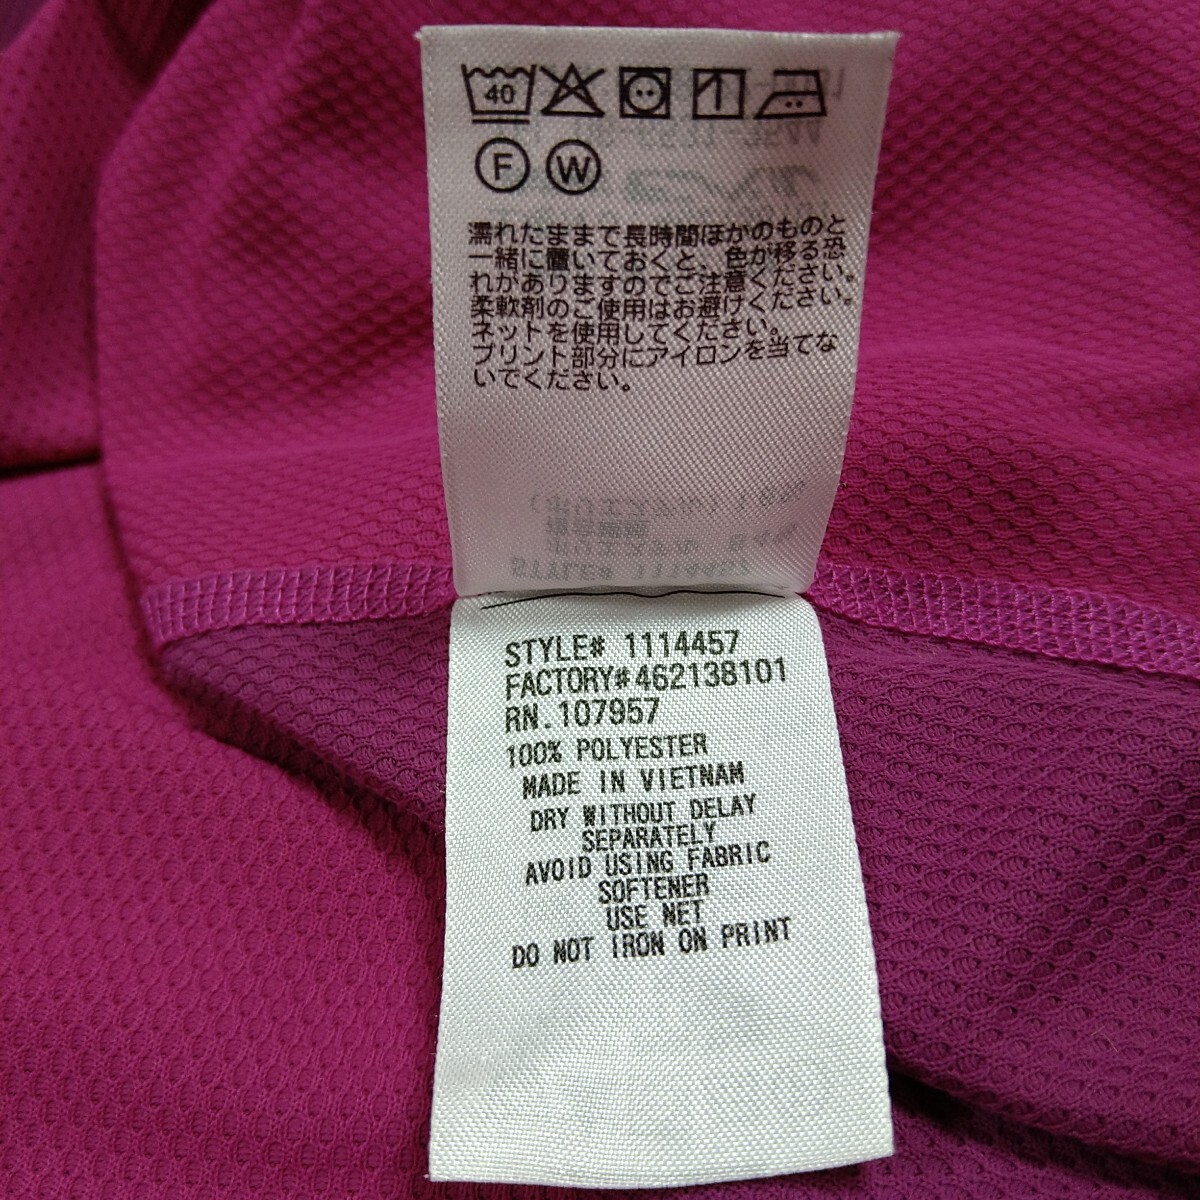 40
F W
濡れたままで長時間ほかのものと
一緒に置いておくと、色が移る恐
れがありますのでご注意ください。
柔軟剤のご使用はお避けください。
ネットを使用してください。
プリント部分にアイロンを当てな
いでください。
STYLE# 1114457
FACTORY#462138101
RN.107957
100% POLYESTER
MADE IN VIETNAM
DRY WITHOUT DELAY
SEPARATELY
AVOID USING FABRIC
SOFTENER
USE NET
DO NOT IRON ON PRINT